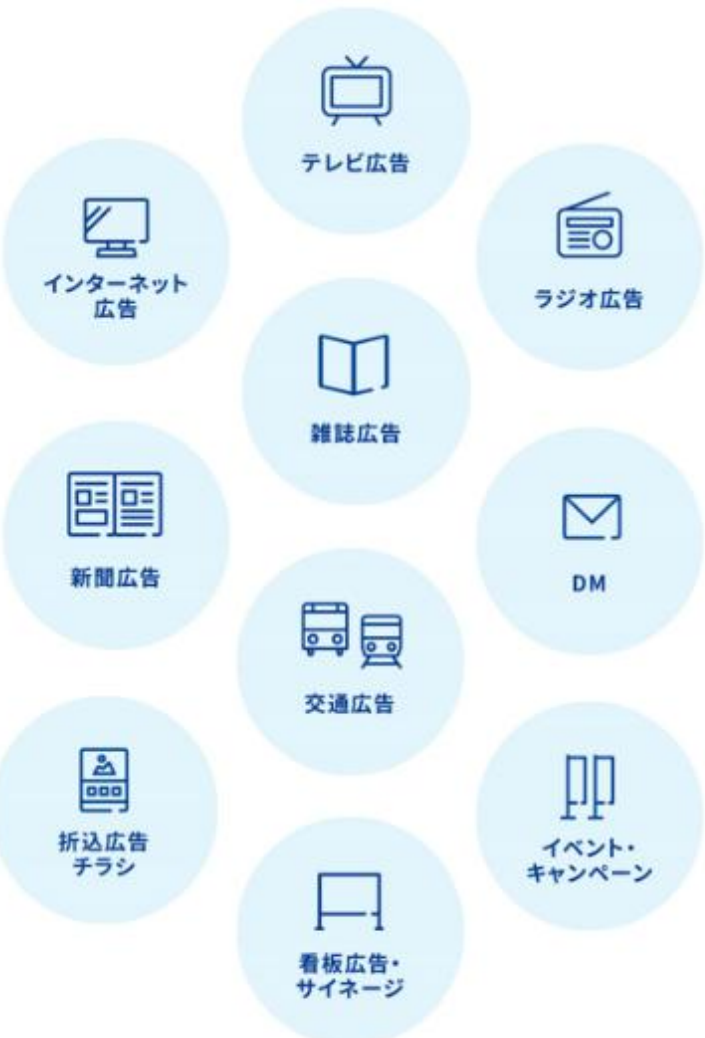 テレビ広告
インターネット
広告
ラジオ広告
雑誌広告
新聞広告
DM
交通広告
折込広告
チラシ
イベント・
キャンペーン
看板広告・
サイネージ